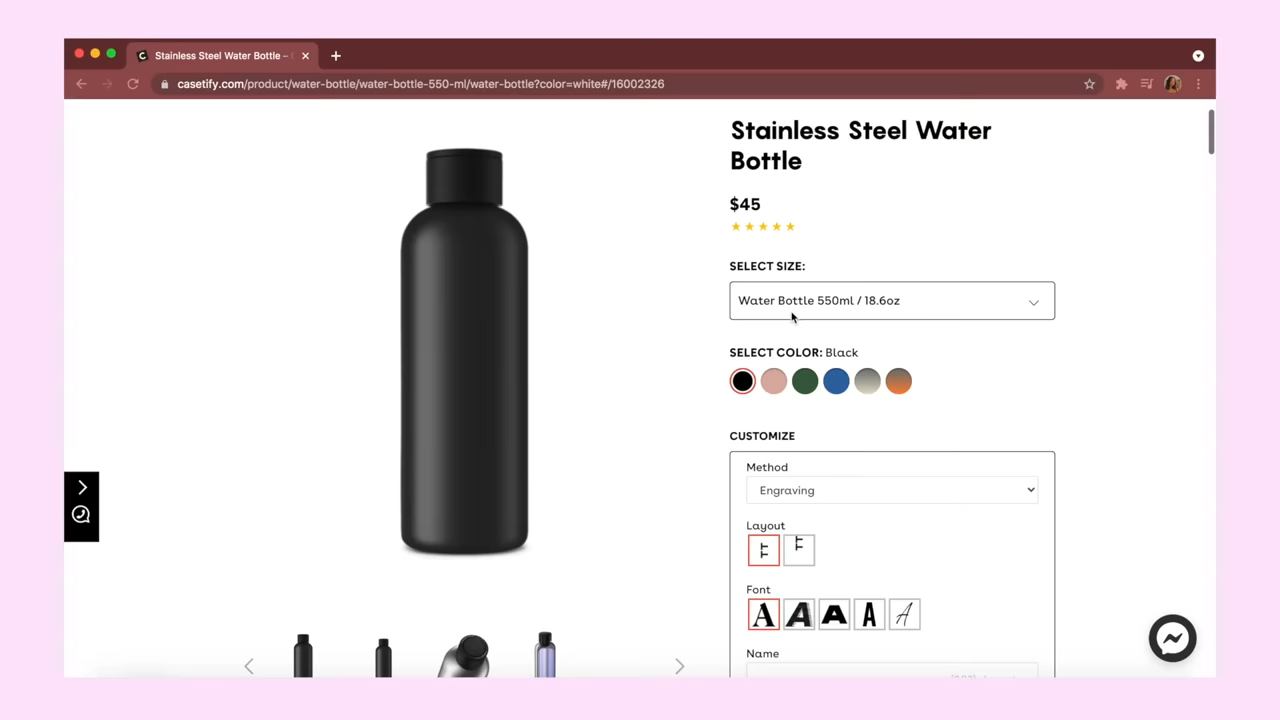 Stainless Steel Water Bottle –
casetify.com/product/water-bottle/water-bottle-550-ml/water-bottle?color=white#/16002326
Stainless Steel Water
Bottle
$45
SELECT SIZE:
Water Bottle 550ml / 18.6oz
SELECT COLOR: Black
CUSTOMIZE
Method
Engraving
Layout
Font
A A A A A
Name